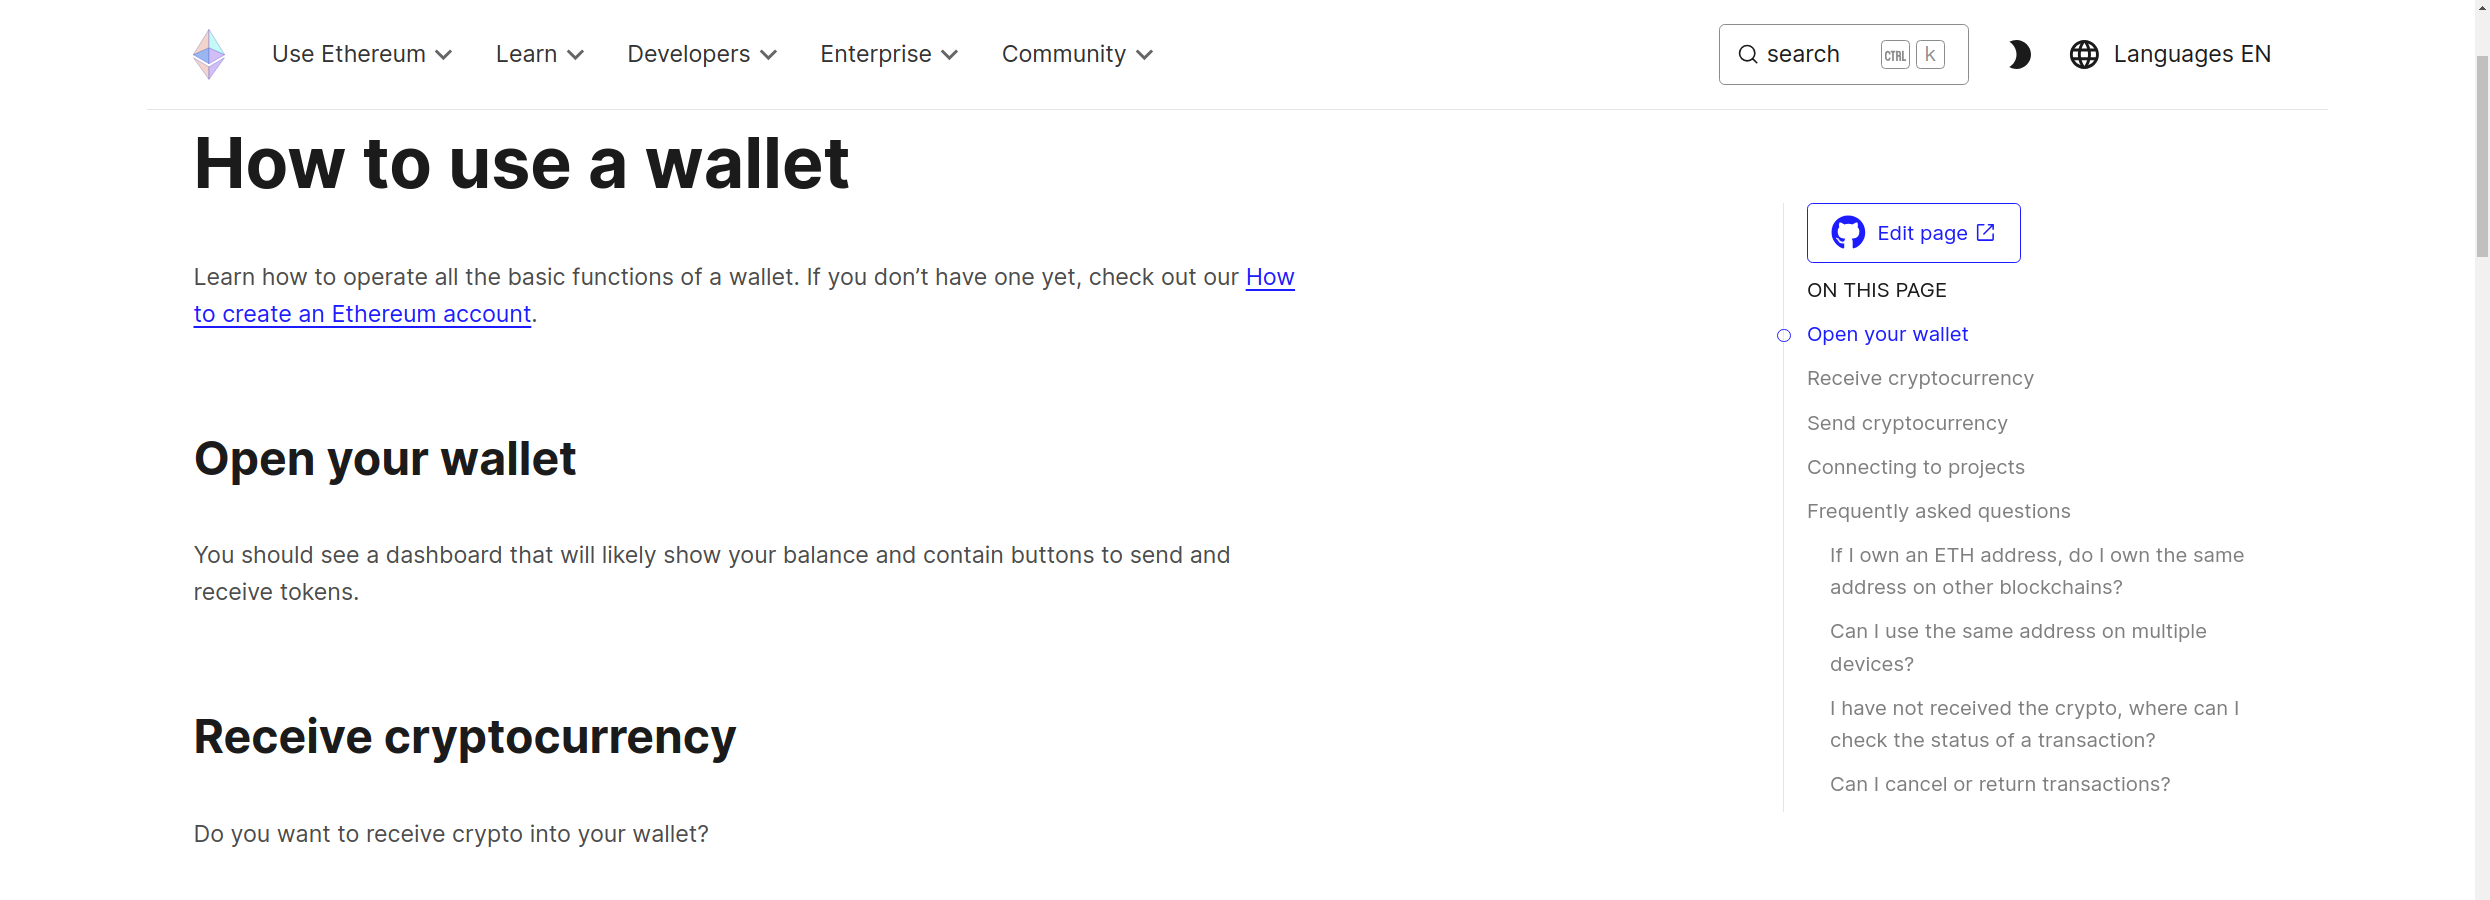 Use Ethereum Learn Developers Enterprise Community search CTRL k Languages EN
How to use a wallet
Learn how to operate all the basic functions of a wallet. If you don’t have one yet, check out our How
to create an Ethereum account.
Open your wallet
You should see a dashboard that will likely show your balance and contain buttons to send and
receive tokens.
Receive cryptocurrency
Do you want to receive crypto into your wallet?
Edit page
ON THIS PAGE
Open your wallet
Receive cryptocurrency
Send cryptocurrency
Connecting to projects
Frequently asked questions
If I own an ETH address, do I own the same
address on other blockchains?
Can I use the same address on multiple
devices?
I have not received the crypto, where can I
check the status of a transaction?
Can I cancel or return transactions?